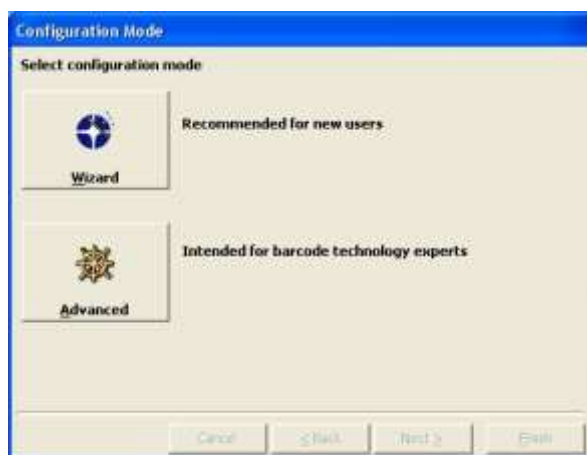 Configuration Mode
Select configuration mode
Recommended for new users
Wizard
Intended for barcode technology experts
Advanced
Cancel
< Back
Next >
Finish